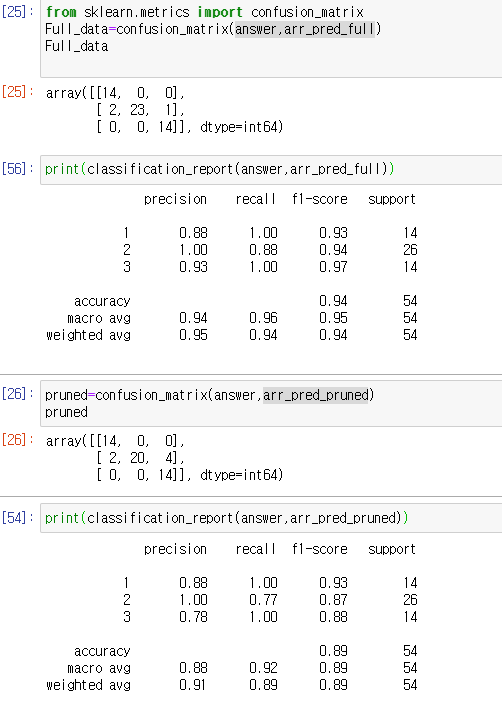 [25]: from sklearn.metrics import confusion_matrix
Full_data=confusion_matrix(answer,arr_pred_full)
Full_data
[25]: array([[14, 0, 0],
[ 2, 23, 1],
[ 0, 0, 14]], dtype=int64)
[56]: print(classification_report(answer,arr_pred_full))
precision recall f1-score support
1 0.88 1.00 0.93 14
2 1.00 0.88 0.94 26
3 0.93 1.00 0.97 14
accuracy 0.94 54
macro avg 0.94 0.96 0.95 54
weighted avg 0.95 0.94 0.94 54
[26]: pruned=confusion_matrix(answer,arr_pred_pruned)
pruned
[26]: array([[14, 0, 0],
[ 2, 20, 4],
[ 0, 0, 14]], dtype=int64)
[54]: print(classification_report(answer,arr_pred_pruned))
precision recall f1-score support
1 0.88 1.00 0.93 14
2 1.00 0.77 0.87 26
3 0.78 1.00 0.88 14
accuracy 0.89 54
macro avg 0.88 0.92 0.89 54
weighted avg 0.91 0.89 0.89 54